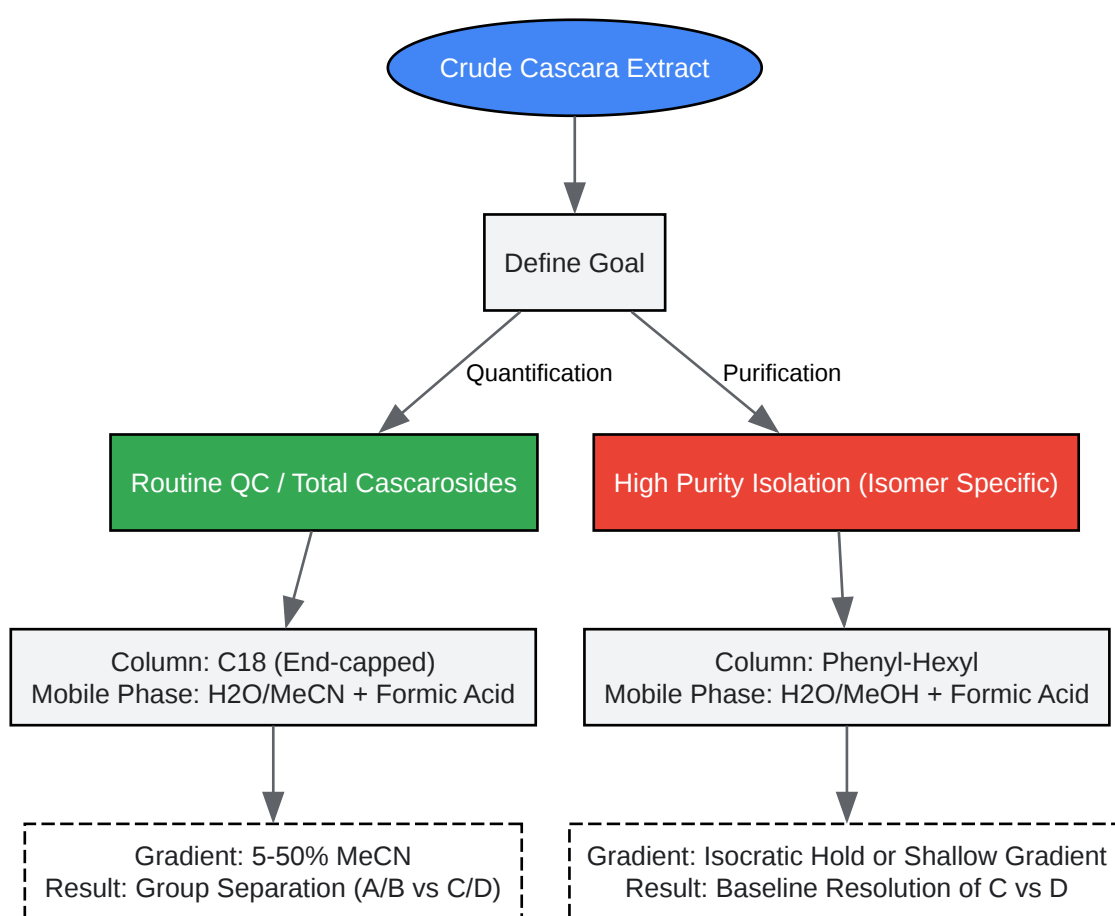 Crude Cascara Extract
Define Goal
Quantification
Purification
Routine QC / Total Cascarosides
High Purity Isolation (Isomer Specific)
Column: C18 (End-capped)
Mobile Phase: H2O/MeCN + Formic Acid
Column: Phenyl-Hexyl
Mobile Phase: H2O/MeOH + Formic Acid
Gradient: 5-50% MeCN
Result: Group Separation (A/B vs C/D)
Gradient: Isocratic Hold or Shallow Gradient
Result: Baseline Resolution of C vs D